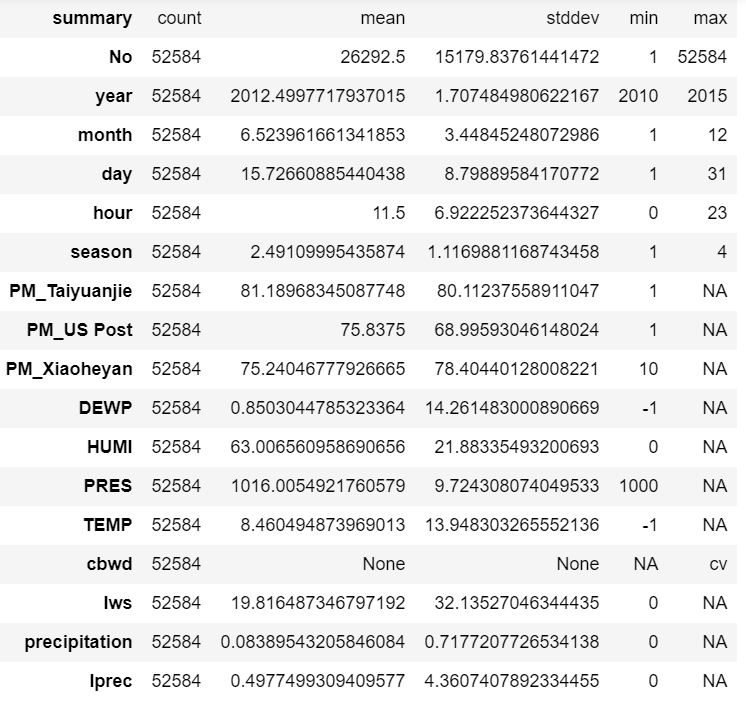 summary count mean stddev min max
No 52584 26292.5 15179.83761441472 1 52584
year 52584 2012.4997717937015 1.707484980622167 2010 2015
month 52584 6.523961661341853 3.44845248072986 1 12
day 52584 15.72660885440438 8.79889584170772 1 31
hour 52584 11.5 6.922252373644327 0 23
season 52584 2.49109995435874 1.1169881168743458 1 4
PM_Taiyuanjie 52584 81.18968345087748 80.11237558911047 1 NA
PM_US Post 52584 75.8375 68.99593046148024 1 NA
PM_Xiaoheyan 52584 75.24046777926665 78.40440128008221 10 NA
DEWP 52584 0.8503044785323364 14.261483000890669 -1 NA
HUMI 52584 63.006560958690656 21.88335493200693 0 NA
PRES 52584 1016.0054921760579 9.724308074049533 1000 NA
TEMP 52584 8.460494873969013 13.948303265552136 -1 NA
cbwd 52584 None None NA cv
Iws 52584 19.816487346797192 32.13527046344435 0 NA
precipitation 52584 0.08389543205846084 0.7177207726534138 0 NA
Iprec 52584 0.4977499309409577 4.3607407892334455 0 NA